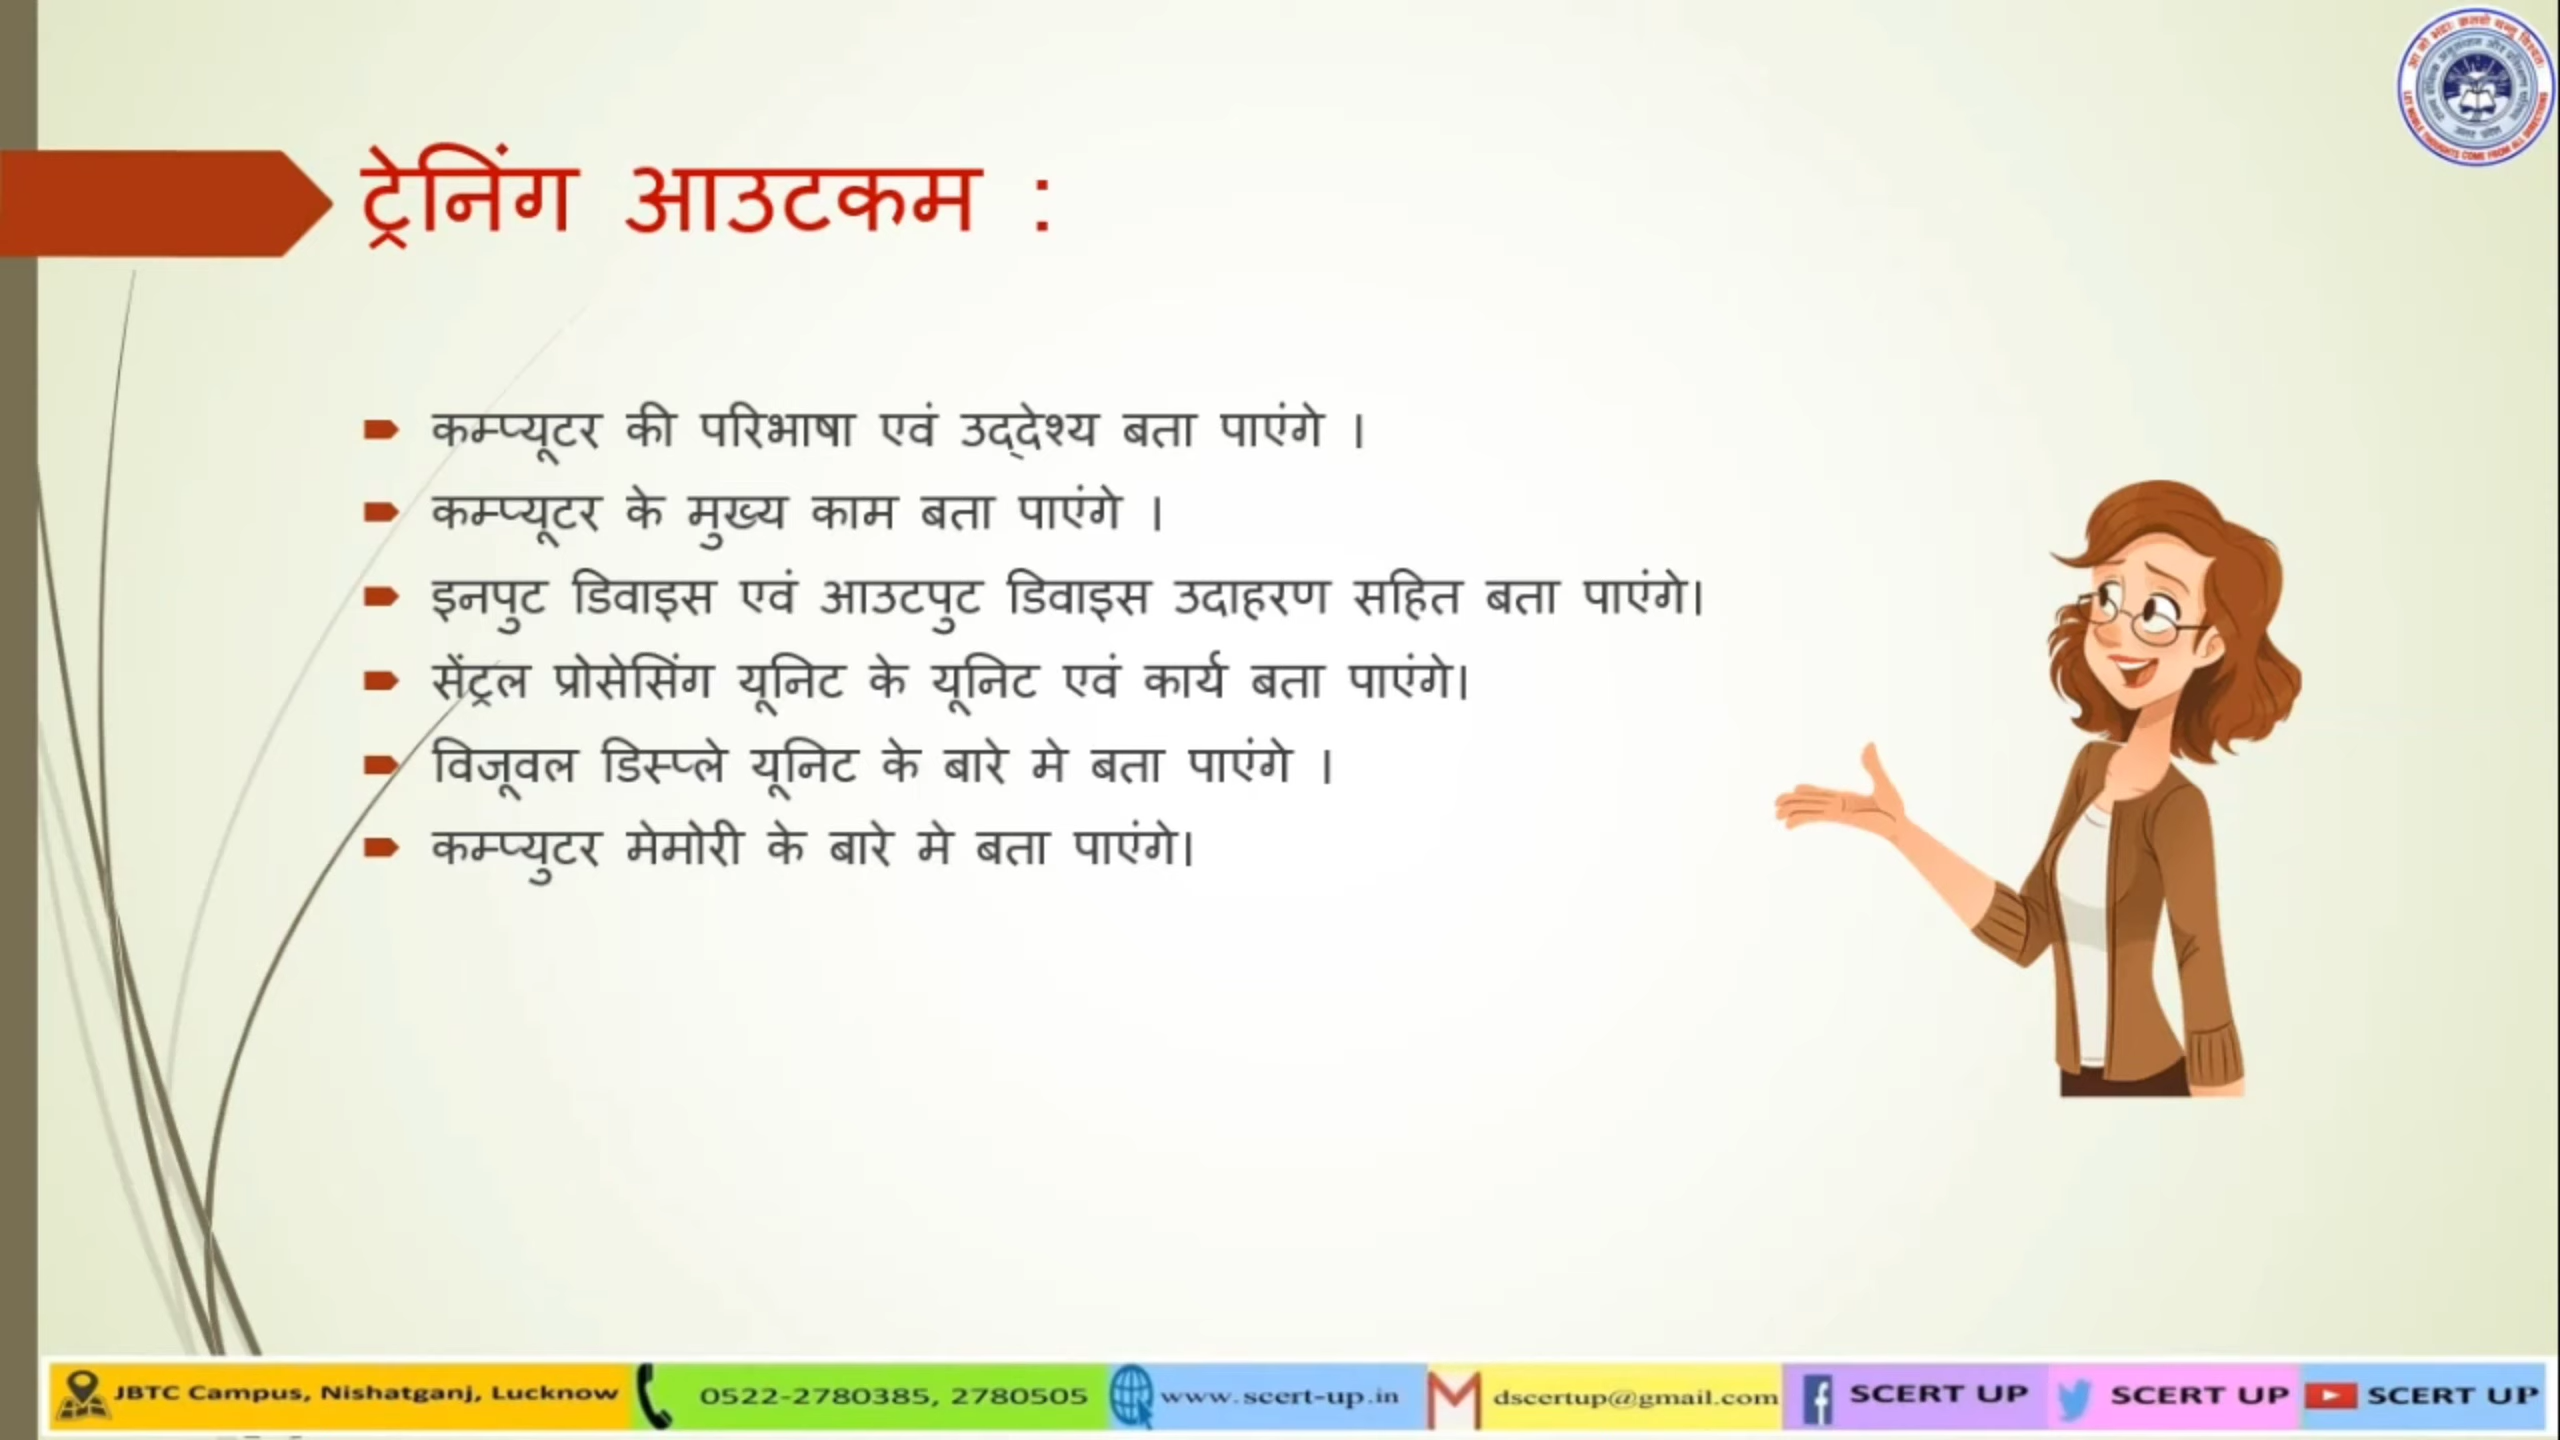 ट्रेनिंग आउटकम :
कम्प्यूटर की परिभाषा एवं उद्देश्य बता पाएंगे ।
कम्प्यूटर के मुख्य काम बता पाएंगे ।
इनपुट डिवाइस एवं आउटपुट डिवाइस उदाहरण सहित बता पाएंगे।
सेंट्रल प्रोसेसिंग यूनिट के यूनिट एवं कार्य बता पाएंगे।
विजूवल डिस्प्ले यूनिट के बारे मे बता पाएंगे ।
कम्प्युटर मेमोरी के बारे मे बता पाएंगे।
JBTC Campus, Nishatganj, Lucknow 0522-2780385, 2780505 www.scert-up.in dscertup@gmail.com SCERT UP SCERT UP SCERT UP